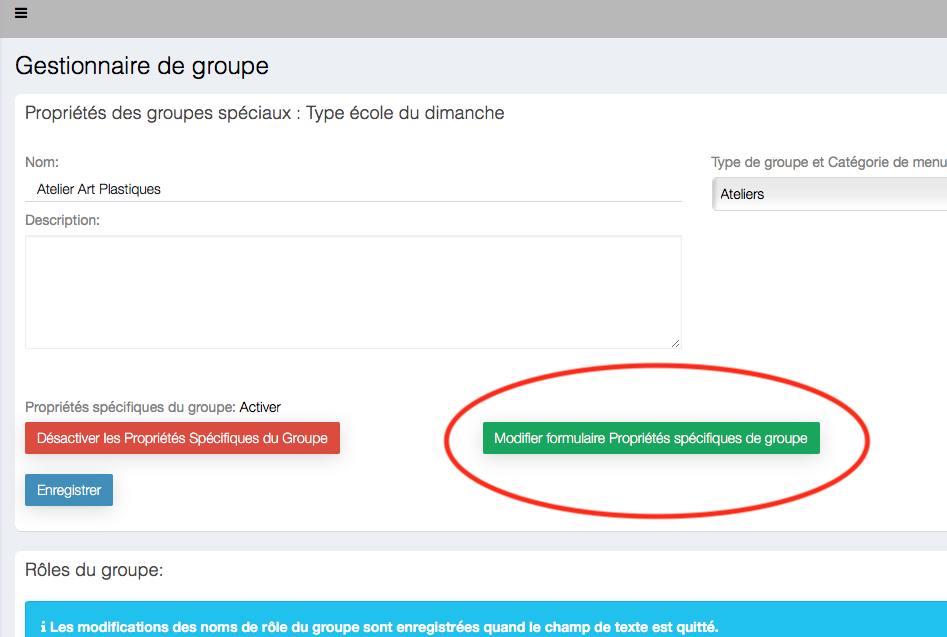 Gestionnaire de groupe
Propriétés des groupes spéciaux : Type école du dimanche
Nom:
Atelier Art Plastiques
Type de groupe et Catégorie de menu
Ateliers
Description:
Propriétés spécifiques du groupe: Activer
Désactiver les Propriétés Spécifiques du Groupe
Modifier formulaire Propriétés spécifiques de groupe
Enregistrer
Rôles du groupe:
i Les modifications des noms de rôle du groupe sont enregistrées quand le champ de texte est quitté.